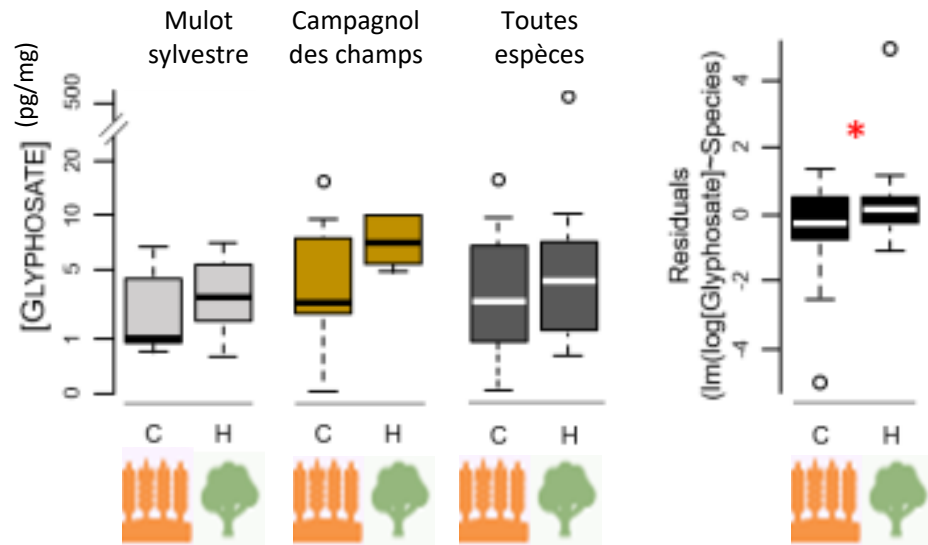 Mulot
sylvestre
Campagnol
des champs
Toutes
espèces
[GLYPHOSATE] (pg/mg)
500
20
10
5
1
0
C H
C H
C H
Residuals
(lm(log[Glyphosate]~Species)
4
2
0
-2
-4
*
C H